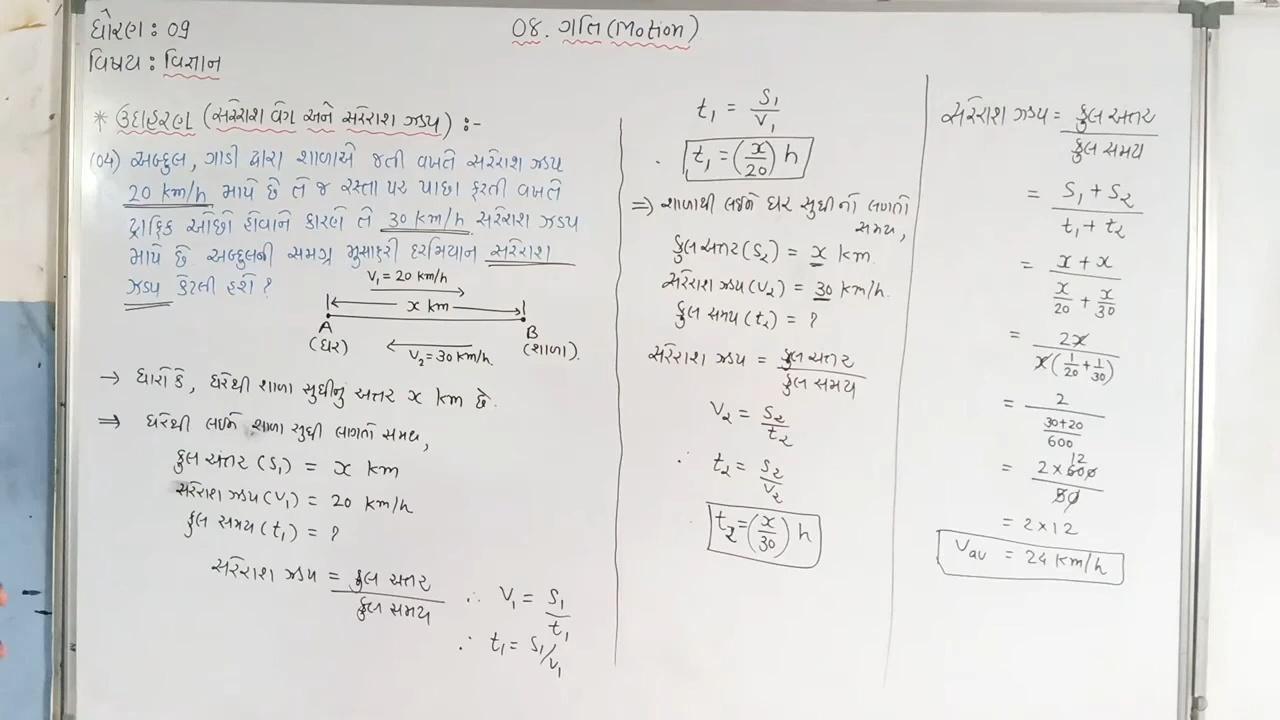 ધોરણ : 09
08. ગતિ (Motion)
વિષય : વિજ્ઞાન
* ઉદાહરણ (સરેરાશ વેગ અને સરેરાશ ઝડપ) :-
(04) અબ્દુલ, ગાડી દ્વારા શાળાએ જતી વખતે સરેરાશ ઝડપ
20 km/h માપે છે તે જ રસ્તા પર પાછા ફરતી વખતે
ટ્રાફિક ઓછો હોવાને કારણે તે 30 km/h સરેરાશ ઝડપ
માપે છે અબ્દુલની સમગ્ર મુસાફરી દરમિયાન સરેરાશ
ઝડપ કેટલી હશે ?
V₁ = 20 km/h
x km
A
B
(ઘર)
(શાળા).
V₂ = 30 km/h.
→ ધારો કે, ઘરેથી શાળા સુધીનું અંતર x km છે.
⇒ ઘરેથી લઈને શાળા સુધી લાગતો સમય,
કુલ અંતર (S₁) = x km
સરેરાશ ઝડપ (V₁) = 20 km/h
કુલ સમય (t₁) = ?
સરેરાશ ઝડપ = કુલ અંતર / કુલ સમય
∴ V₁ = S₁ / t₁
∴ t₁ = S₁/V₁
t₁ = S₁ / V₁
∴ t₁ = (x/20) h
⇒ શાળાથી લઈને ઘર સુધીનો લાગતો
સમય,
કુલ અંતર (S₂) = x km.
સરેરાશ ઝડપ (V₂) = 30 km/h.
કુલ સમય (t₂) = ?
સરેરાશ ઝડપ = કુલ અંતર / કુલ સમય
V₂ = S₂ / t₂
∴ t₂ = S₂ / V₂
∴ t₂ = (x/30) h
સરેરાશ ઝડપ = કુલ અંતર / કુલ સમય
= S₁ + S₂ / t₁ + t₂
= x + x / x/20 + x/30
= 2x / x(1/20 + 1/30)
= 2 / 30+20/600
= 2 × 600 / 50
12
= 2 × 12
Vav = 24 km/h